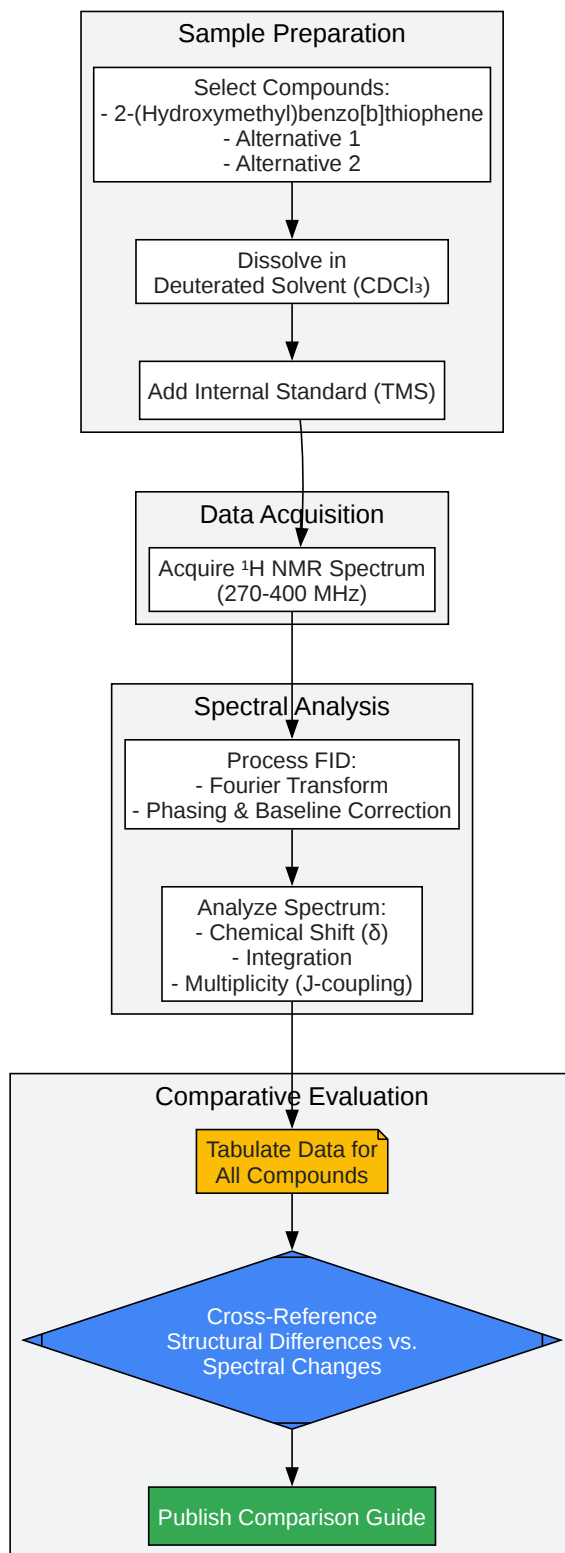 Sample Preparation
Select Compounds:
- 2-(Hydroxymethyl)benzo[b]thiophene
- Alternative 1
- Alternative 2
Dissolve in
Deuterated Solvent (CDCl₃)
Add Internal Standard (TMS)
Data Acquisition
Acquire ¹H NMR Spectrum
(270-400 MHz)
Spectral Analysis
Process FID:
- Fourier Transform
- Phasing & Baseline Correction
Analyze Spectrum:
- Chemical Shift (δ)
- Integration
- Multiplicity (J-coupling)
Comparative Evaluation
Tabulate Data for
All Compounds
Cross-Reference
Structural Differences vs.
Spectral Changes
Publish Comparison Guide